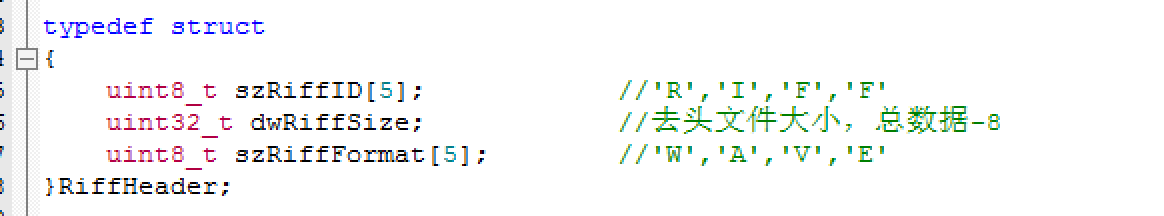 typedef struct
{
uint8_t szRiffID[5]; //'R','I','F','F'
uint32_t dwRiffSize; //去头文件大小，总数据-8
uint8_t szRiffFormat[5]; //'W','A','V','E'
}RiffHeader;